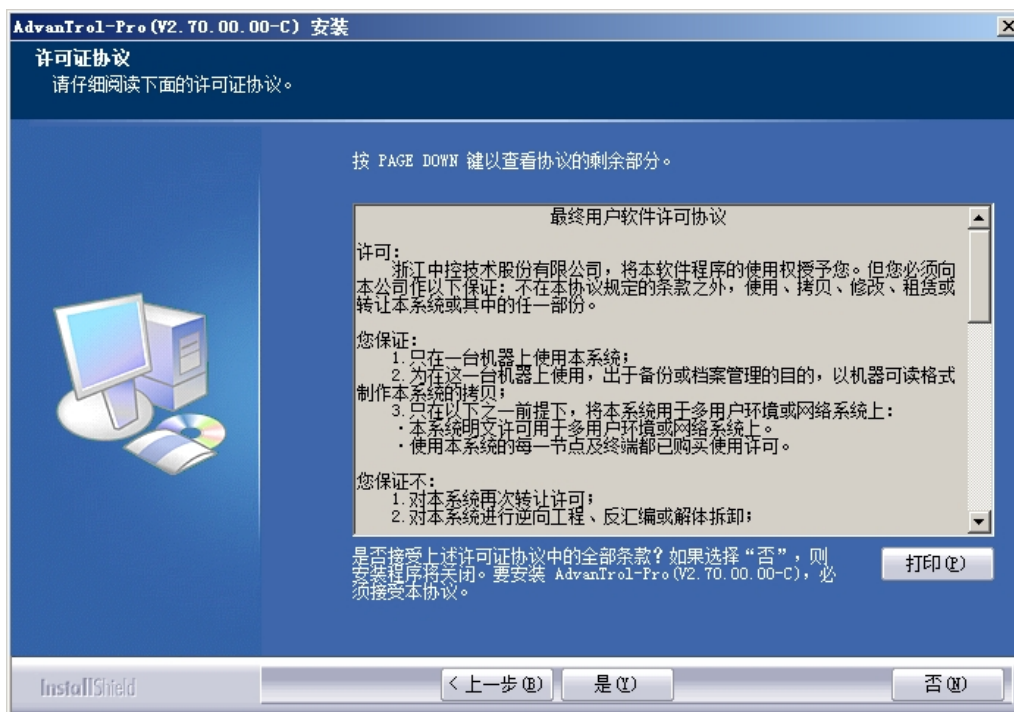 AdvanTrol-Pro(V2.70.00.00-C) 安装
许可证协议
请仔细阅读下面的许可证协议。
按 PAGE DOWN 键以查看协议的剩余部分。
最终用户软件许可协议
许可：
浙江中控技术股份有限公司，将本软件程序的使用权授予您。但您必须向
本公司作以下保证：不在本协议规定的条款之外，使用、拷贝、修改、租赁或
转让本系统或其中的任一部份。
您保证：
1.只在一台机器上使用本系统；
2.为在这一台机器上使用，出于备份或档案管理的目的，以机器可读格式
制作本系统的拷贝；
3.只在以下之一前提下，将本系统用于多用户环境或网络系统上：
·本系统明文许可用于多用户环境或网络系统上。
·使用本系统的每一节点及终端都已购买使用许可。
您保证不：
1.对本系统再次转让许可；
2.对本系统进行逆向工程、反汇编或解体拆卸；
是否接受上述许可证协议中的全部条款？如果选择“否”，则
安装程序将关闭。要安装 AdvanTrol-Pro(V2.70.00.00-C)，必
须接受本协议。
打印(P)
InstallShield
< 上一步(B)
是(Y)
否(N)